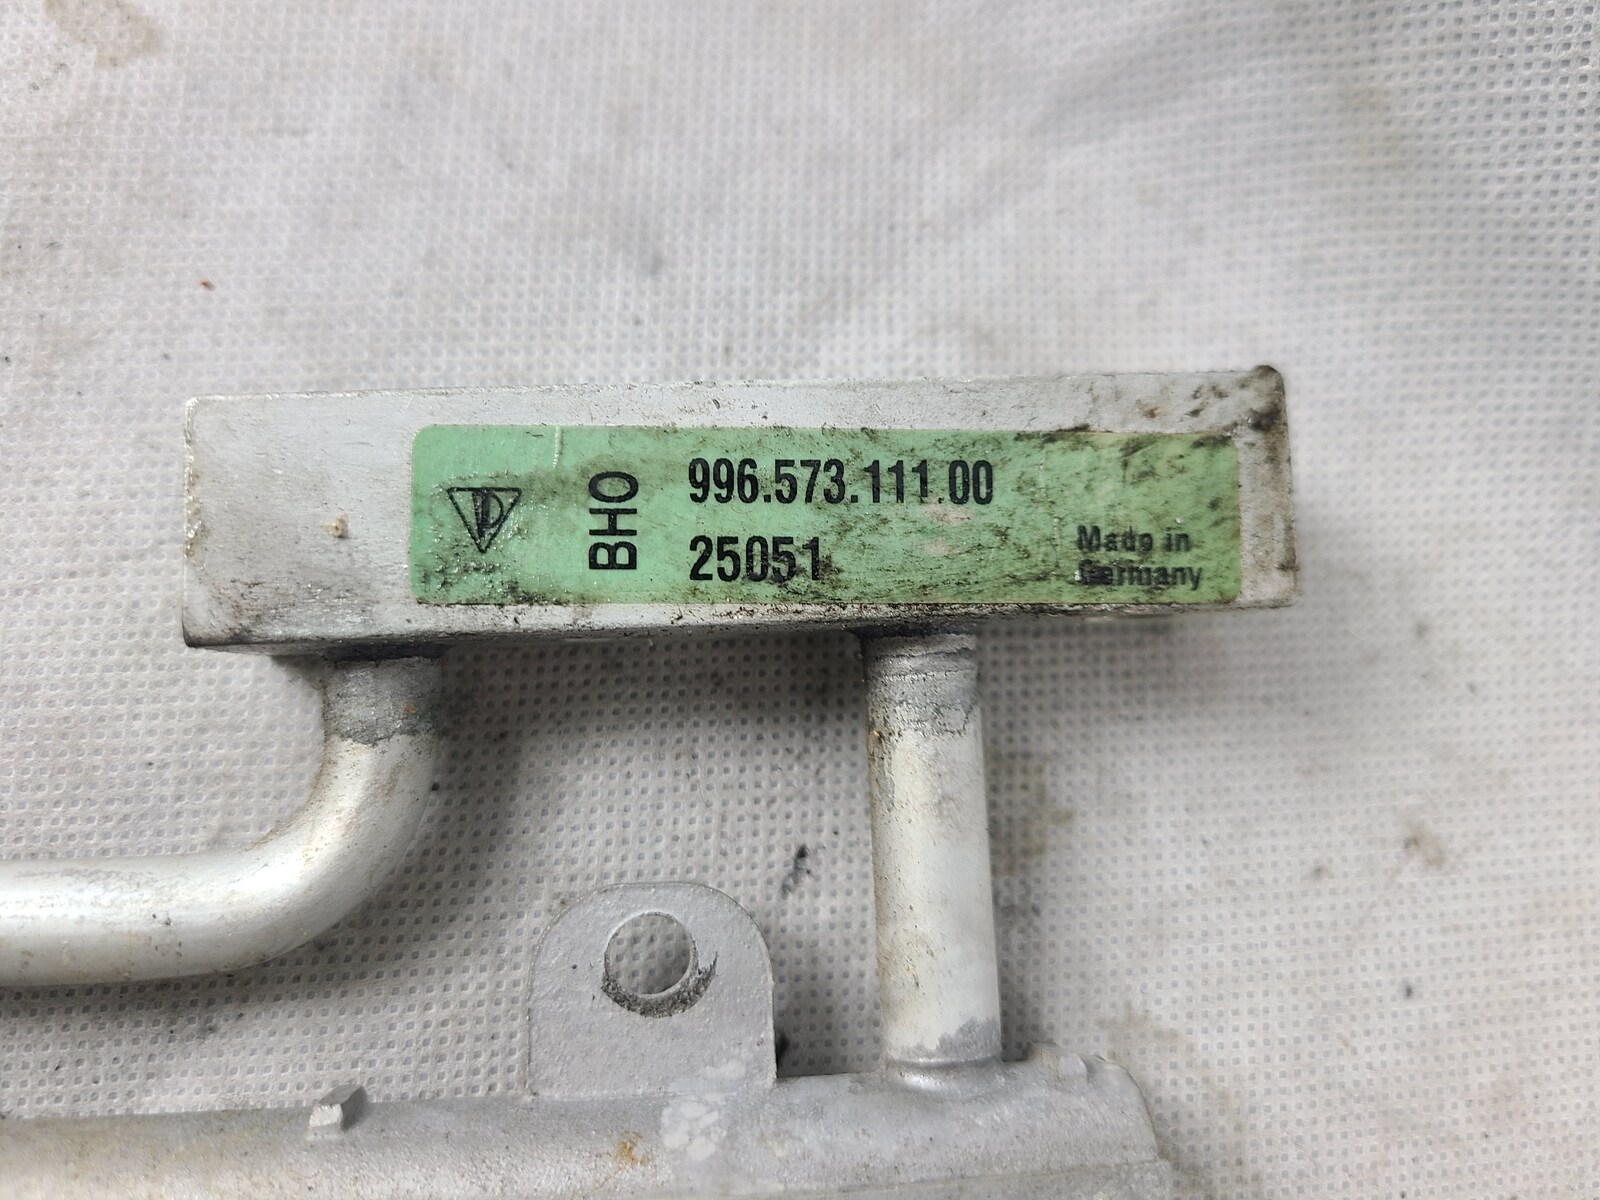 BHO
996.573.111.00
25051
Made in
Germany